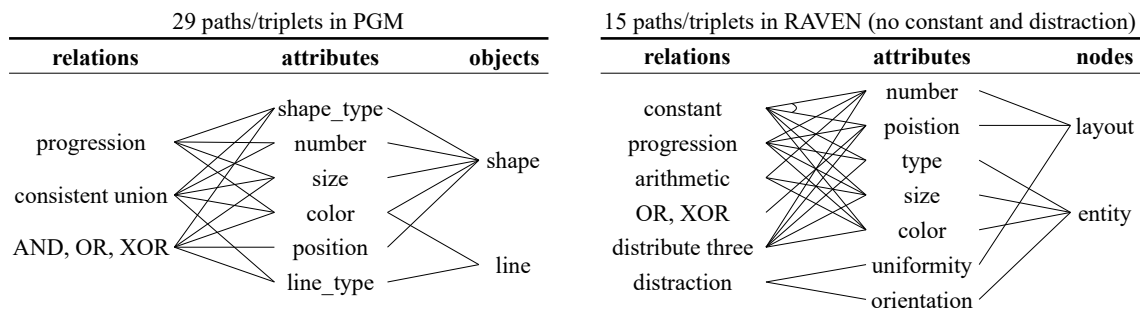 29 paths/triplets in PGM
relations attributes objects
shape_type
progression
number
shape
size
consistent union
color
AND, OR, XOR
position
line
line_type
15 paths/triplets in RAVEN (no constant and distraction)
relations attributes nodes
number
constant
poistion
layout
progression
type
arithmetic
size
OR, XOR
entity
color
distribute three
uniformity
distraction
orientation